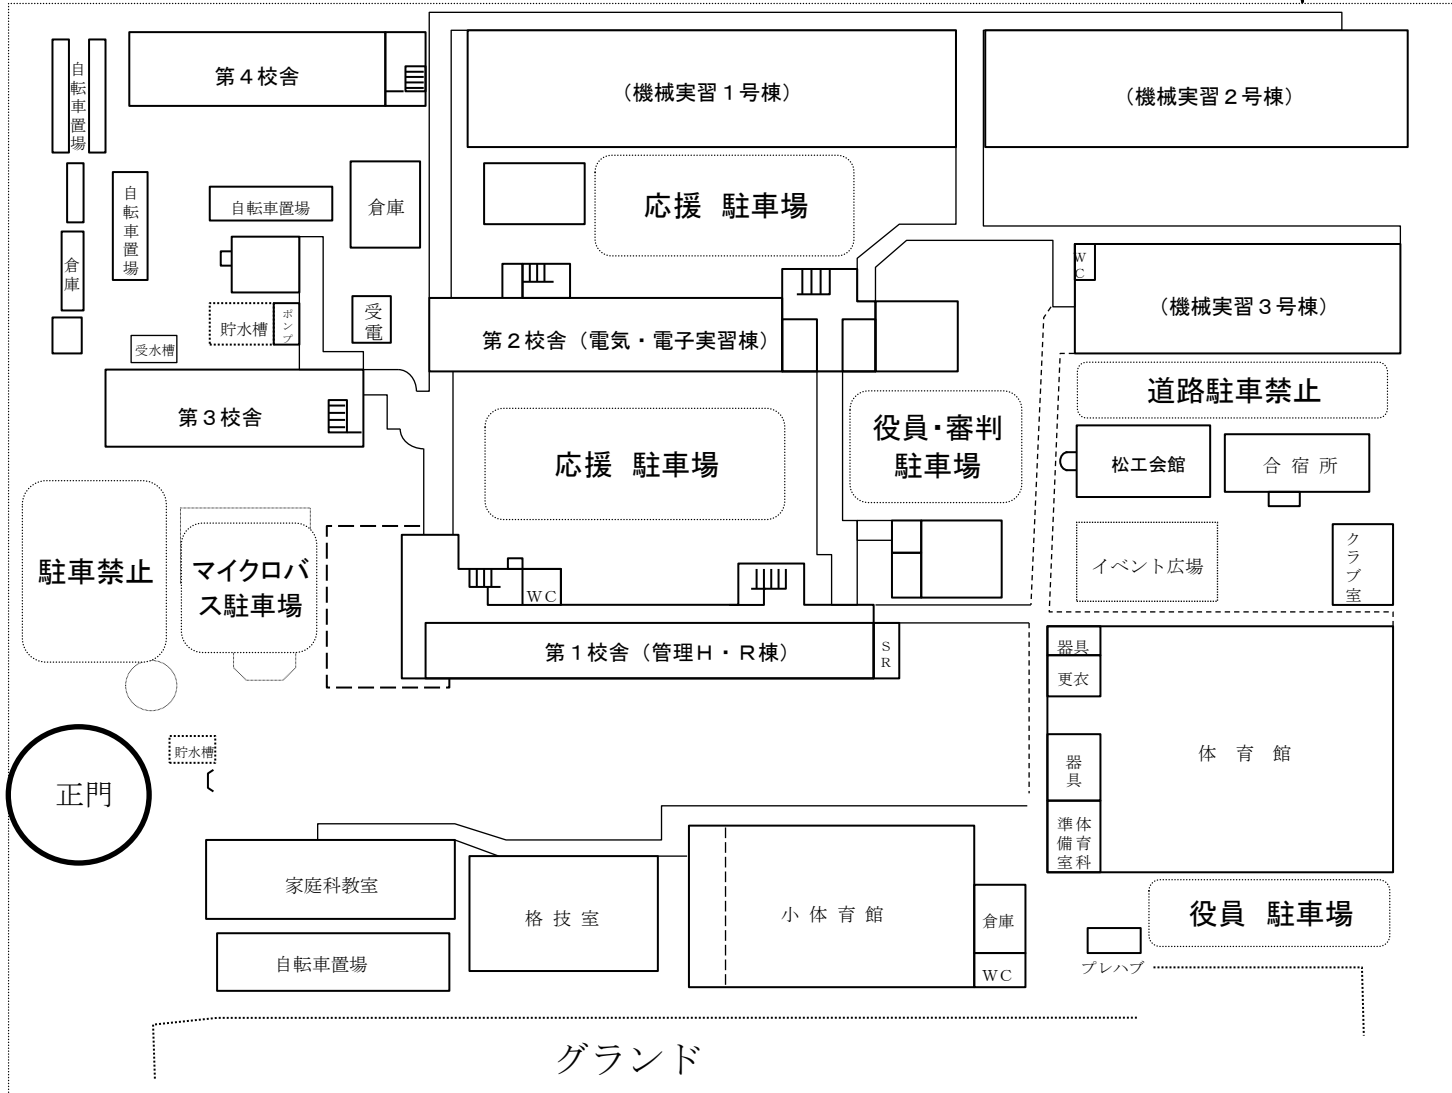 第４校舎
（機械実習１号棟）
（機械実習２号棟）
自転車置場
自転車置場
自転車置場
倉庫
応援 駐車場
倉庫
貯水槽
ポンプ
受電
受水槽
第２校舎（電気・電子実習棟）
WC
（機械実習３号棟）
第３校舎
道路駐車禁止
応援 駐車場
役員・審判
駐車場
松工会館
合宿所
駐車禁止
マイクロバ
ス駐車場
WC
イベント広場
クラブ室
第１校舎（管理Ｈ・Ｒ棟）
SR
器具
更衣
体育館
器具
体育科
準備室
正門
貯水槽
家庭科教室
格技室
小体育館
倉庫
WC
役員 駐車場
自転車置場
プレハブ
グランド